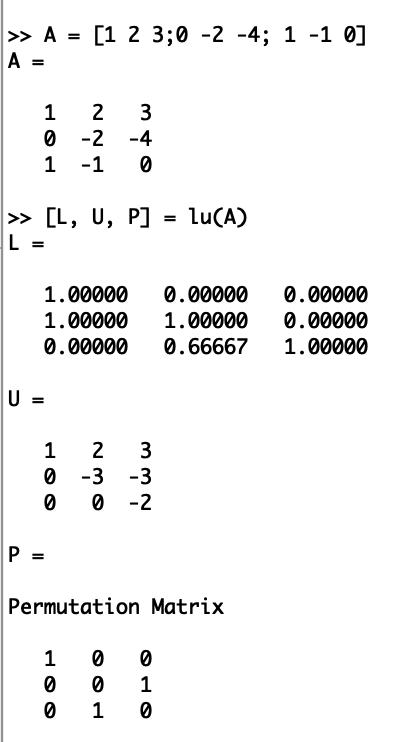 >> A = [1 2 3;0 -2 -4; 1 -1 0]
A =
1 2 3
0 -2 -4
1 -1 0
>> [L, U, P] = lu(A)
L =
1.00000 0.00000 0.00000
1.00000 1.00000 0.00000
0.00000 0.66667 1.00000
U =
1 2 3
0 -3 -3
0 0 -2
P =
Permutation Matrix
1 0 0
0 0 1
0 1 0